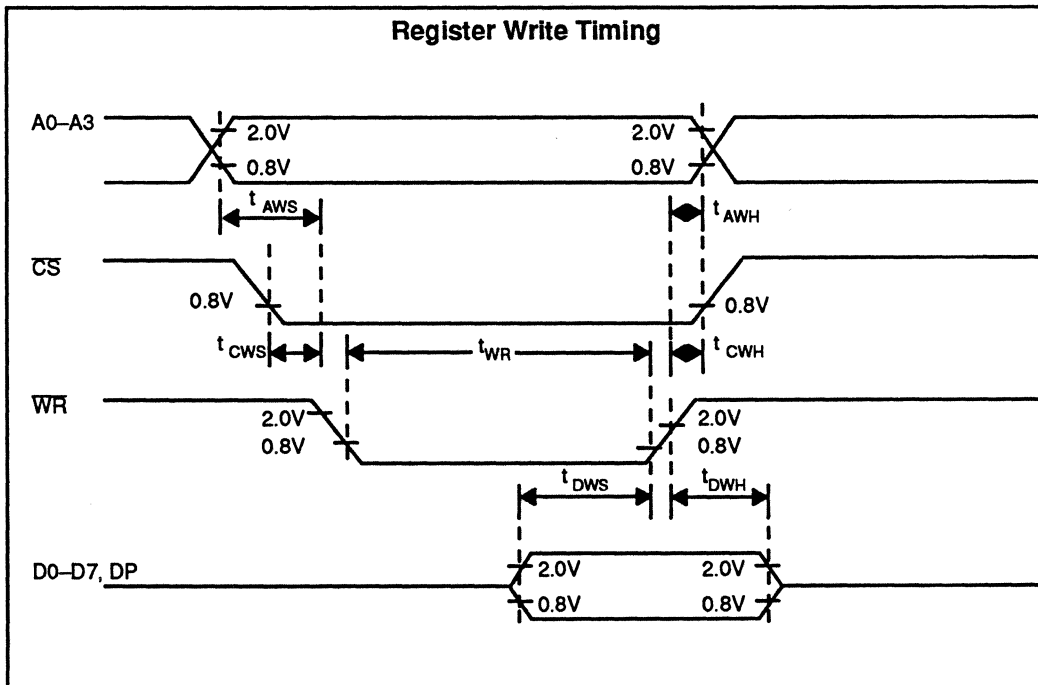 Register Write Timing
A0–A3
2.0V
2.0V
0.8V
0.8V
t AWS
t AWH
CS
0.8V
0.8V
t CWS
tWR
t CWH
WR
2.0V
2.0V
0.8V
0.8V
t DWS
tDWH
D0–D7, DP
2.0V
2.0V
0.8V
0.8V